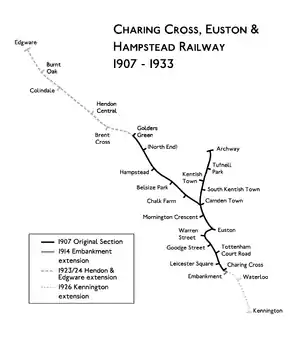 CHARING CROSS, EUSTON &
HAMPSTEAD RAILWAY
1907 - 1933
Edgware
Burnt
Oak
Colindale
Hendon
Central
Brent
Cross
Golders
Green
(North End)
Archway
Hampstead
Tufnell
Park
Kentish
Town
Belsize Park
South Kentish Town
Chalk Farm
Camden Town
Mornington Crescent
Euston
Warren
Street
Goodge Street
Tottenham
Court Road
Leicester Square
Charing Cross
Embankment
Waterloo
Kennington
1907 Original Section
1914 Embankment
extension
1923/24 Hendon &
Edgware extension
1926 Kennington
extension